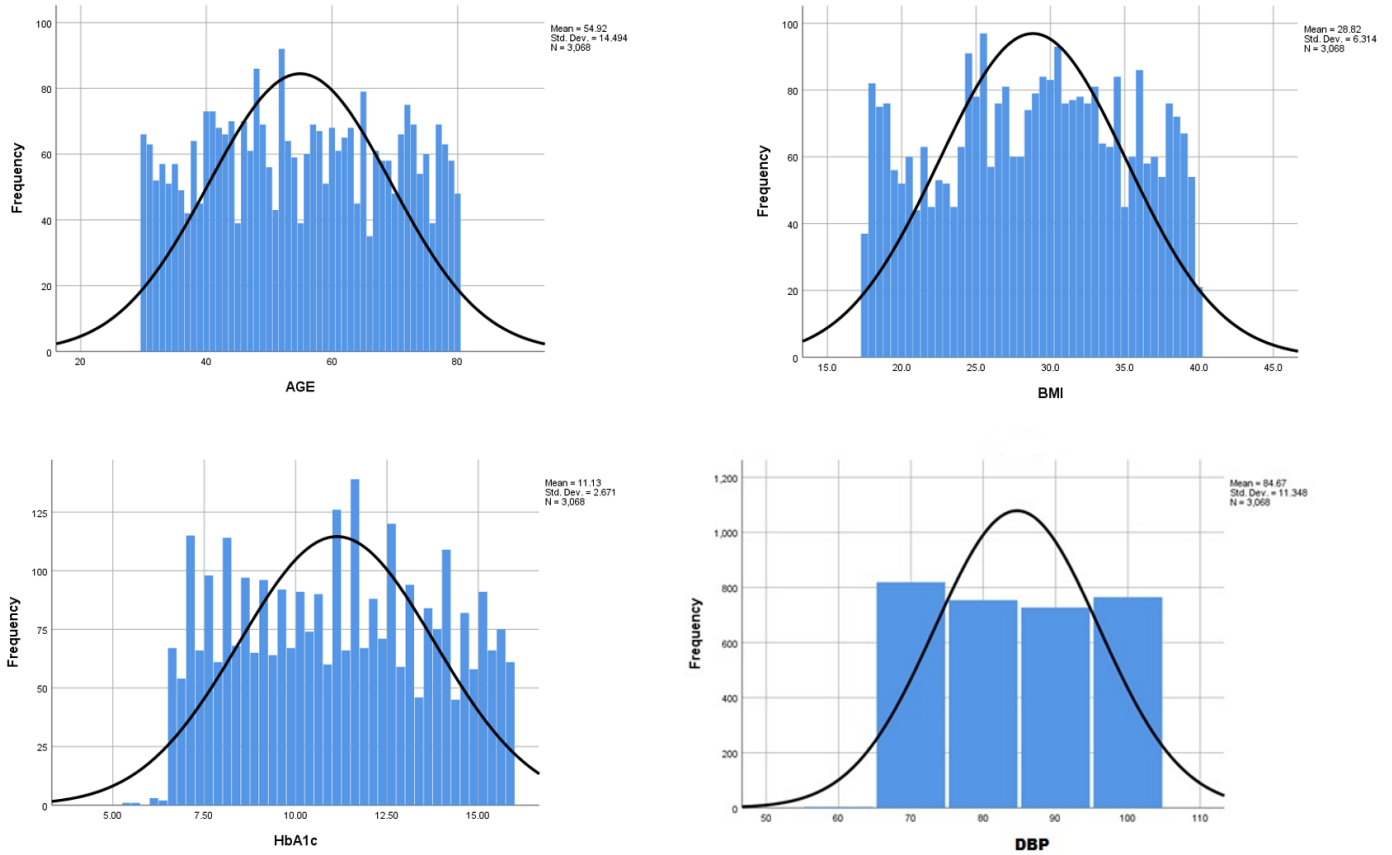 Mean = 54.92
Std. Dev. = 14.494
N = 3,068
100
80
60
40
20
0
Frequency
20 40 60 80
AGE
Mean = 28.82
Std. Dev. = 6.314
N = 3,068
100
80
60
40
20
0
Frequency
15.0 20.0 25.0 30.0 35.0 40.0 45.0
BMI
Mean = 11.13
Std. Dev. = 2.671
N = 3,068
125
100
75
50
25
0
Frequency
5.00 7.50 10.00 12.50 15.00
HbA1c
Mean = 84.67
Std. Dev. = 11.348
N = 3,068
1,200
1,000
800
600
400
200
0
Frequency
50 60 70 80 90 100 110
DBP